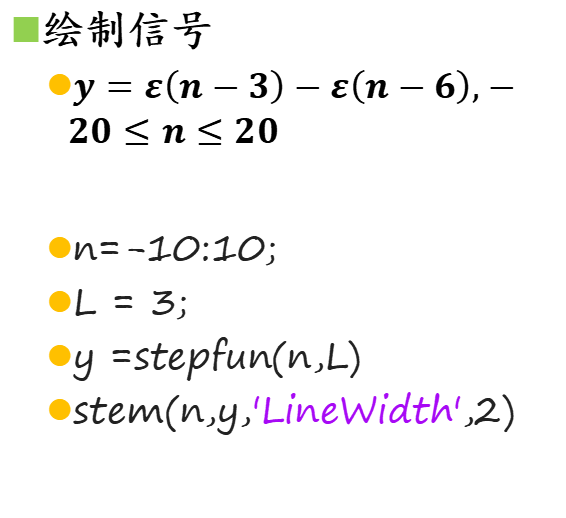 绘制信号
y = ε(n − 3) − ε(n − 6), −
20 ≤ n ≤ 20
n=-10:10;
L = 3;
y =stepfun(n,L)
stem(n,y,'LineWidth',2)